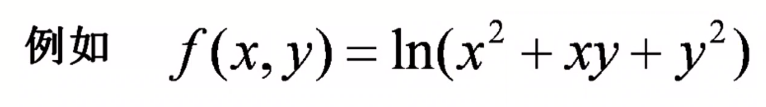 例如 f(x, y) = ln(x² + xy + y²)